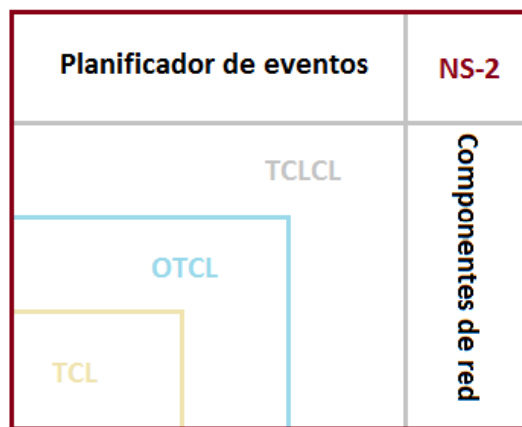 Planificador de eventos
NS-2
TCLCL
Componentes de red
OTCL
TCL